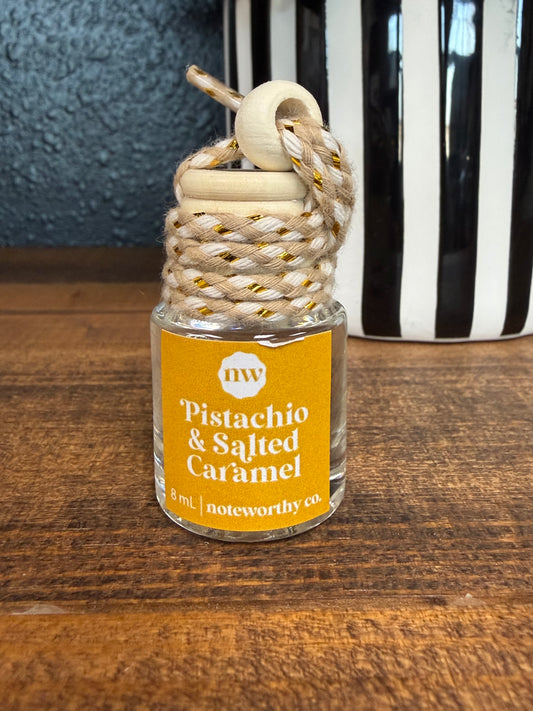 nw
Pistachio
& Salted
Caramel
8 mL | noteworthy co.